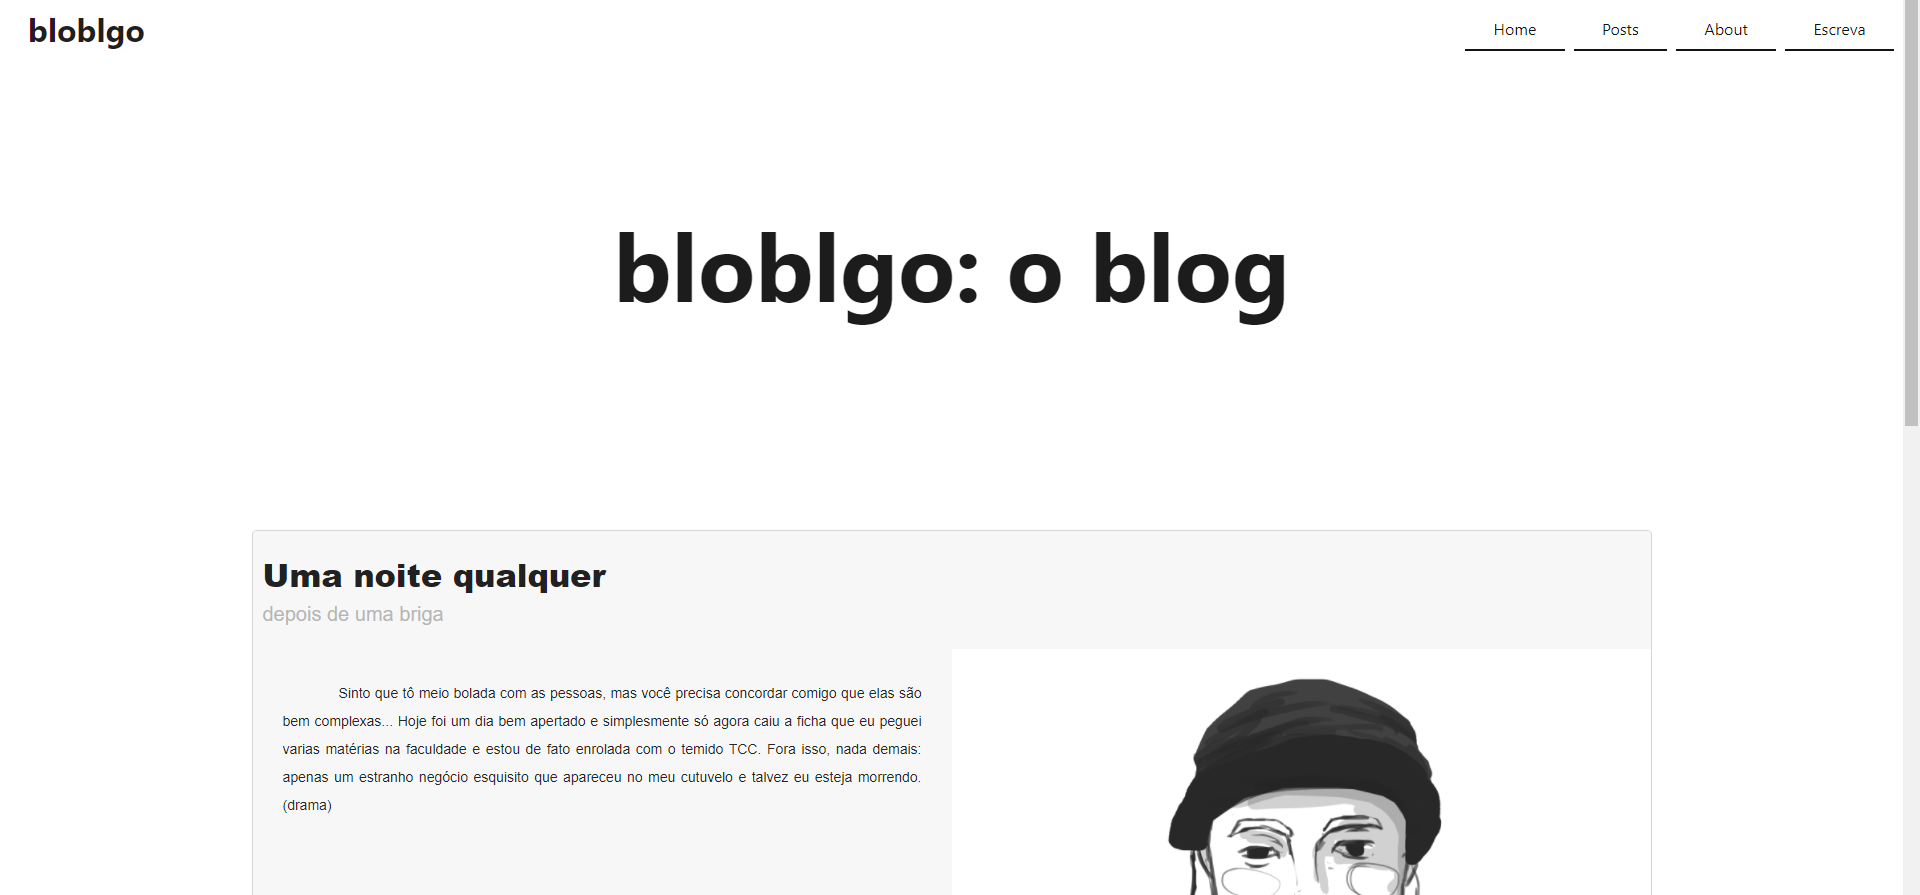 bloblgo
Home Posts About Escreva
bloblgo: o blog
Uma noite qualquer
depois de uma briga
Sinto que tô meio bolada com as pessoas, mas você precisa concordar comigo que elas são
bem complexas... Hoje foi um dia bem apertado e simplesmente só agora caiu a ficha que eu peguei
varias matérias na faculdade e estou de fato enrolada com o temido TCC. Fora isso, nada demais:
apenas um estranho negócio esquisito que apareceu no meu cutuvelo e talvez eu esteja morrendo.
(drama)